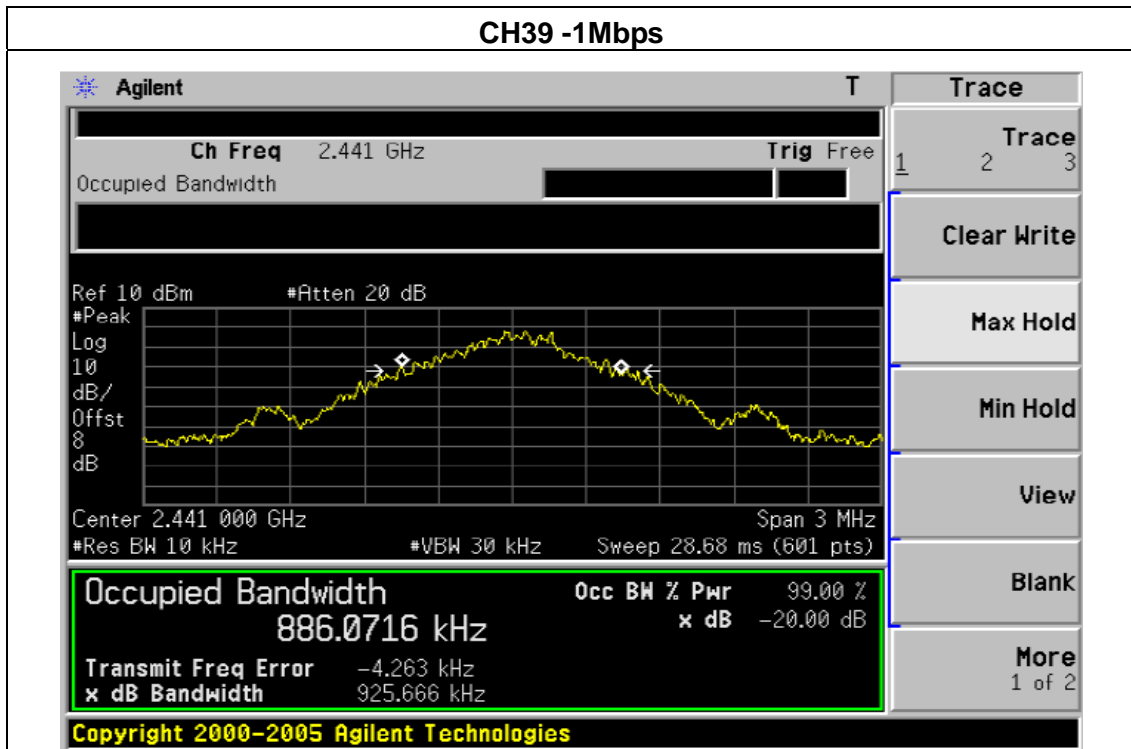 CH39 -1Mbps
Agilent T Trace
Ch Freq 2.441 GHz Trig Free
Occupied Bandwidth
Trace
1 2 3
Clear Write
Max Hold
Min Hold
View
Blank
More
1 of 2
Ref 10 dBm #Atten 20 dB
#Peak
Log
10
dB/
Offst
8
dB
Center 2.441 000 GHz Span 3 MHz
#Res BW 10 kHz #VBW 30 kHz Sweep 28.68 ms (601 pts)
Occupied Bandwidth Occ BW % Pwr 99.00 %
886.0716 kHz x dB -20.00 dB
Transmit Freq Error -4.263 kHz
x dB Bandwidth 925.666 kHz
Copyright 2000-2005 Agilent Technologies